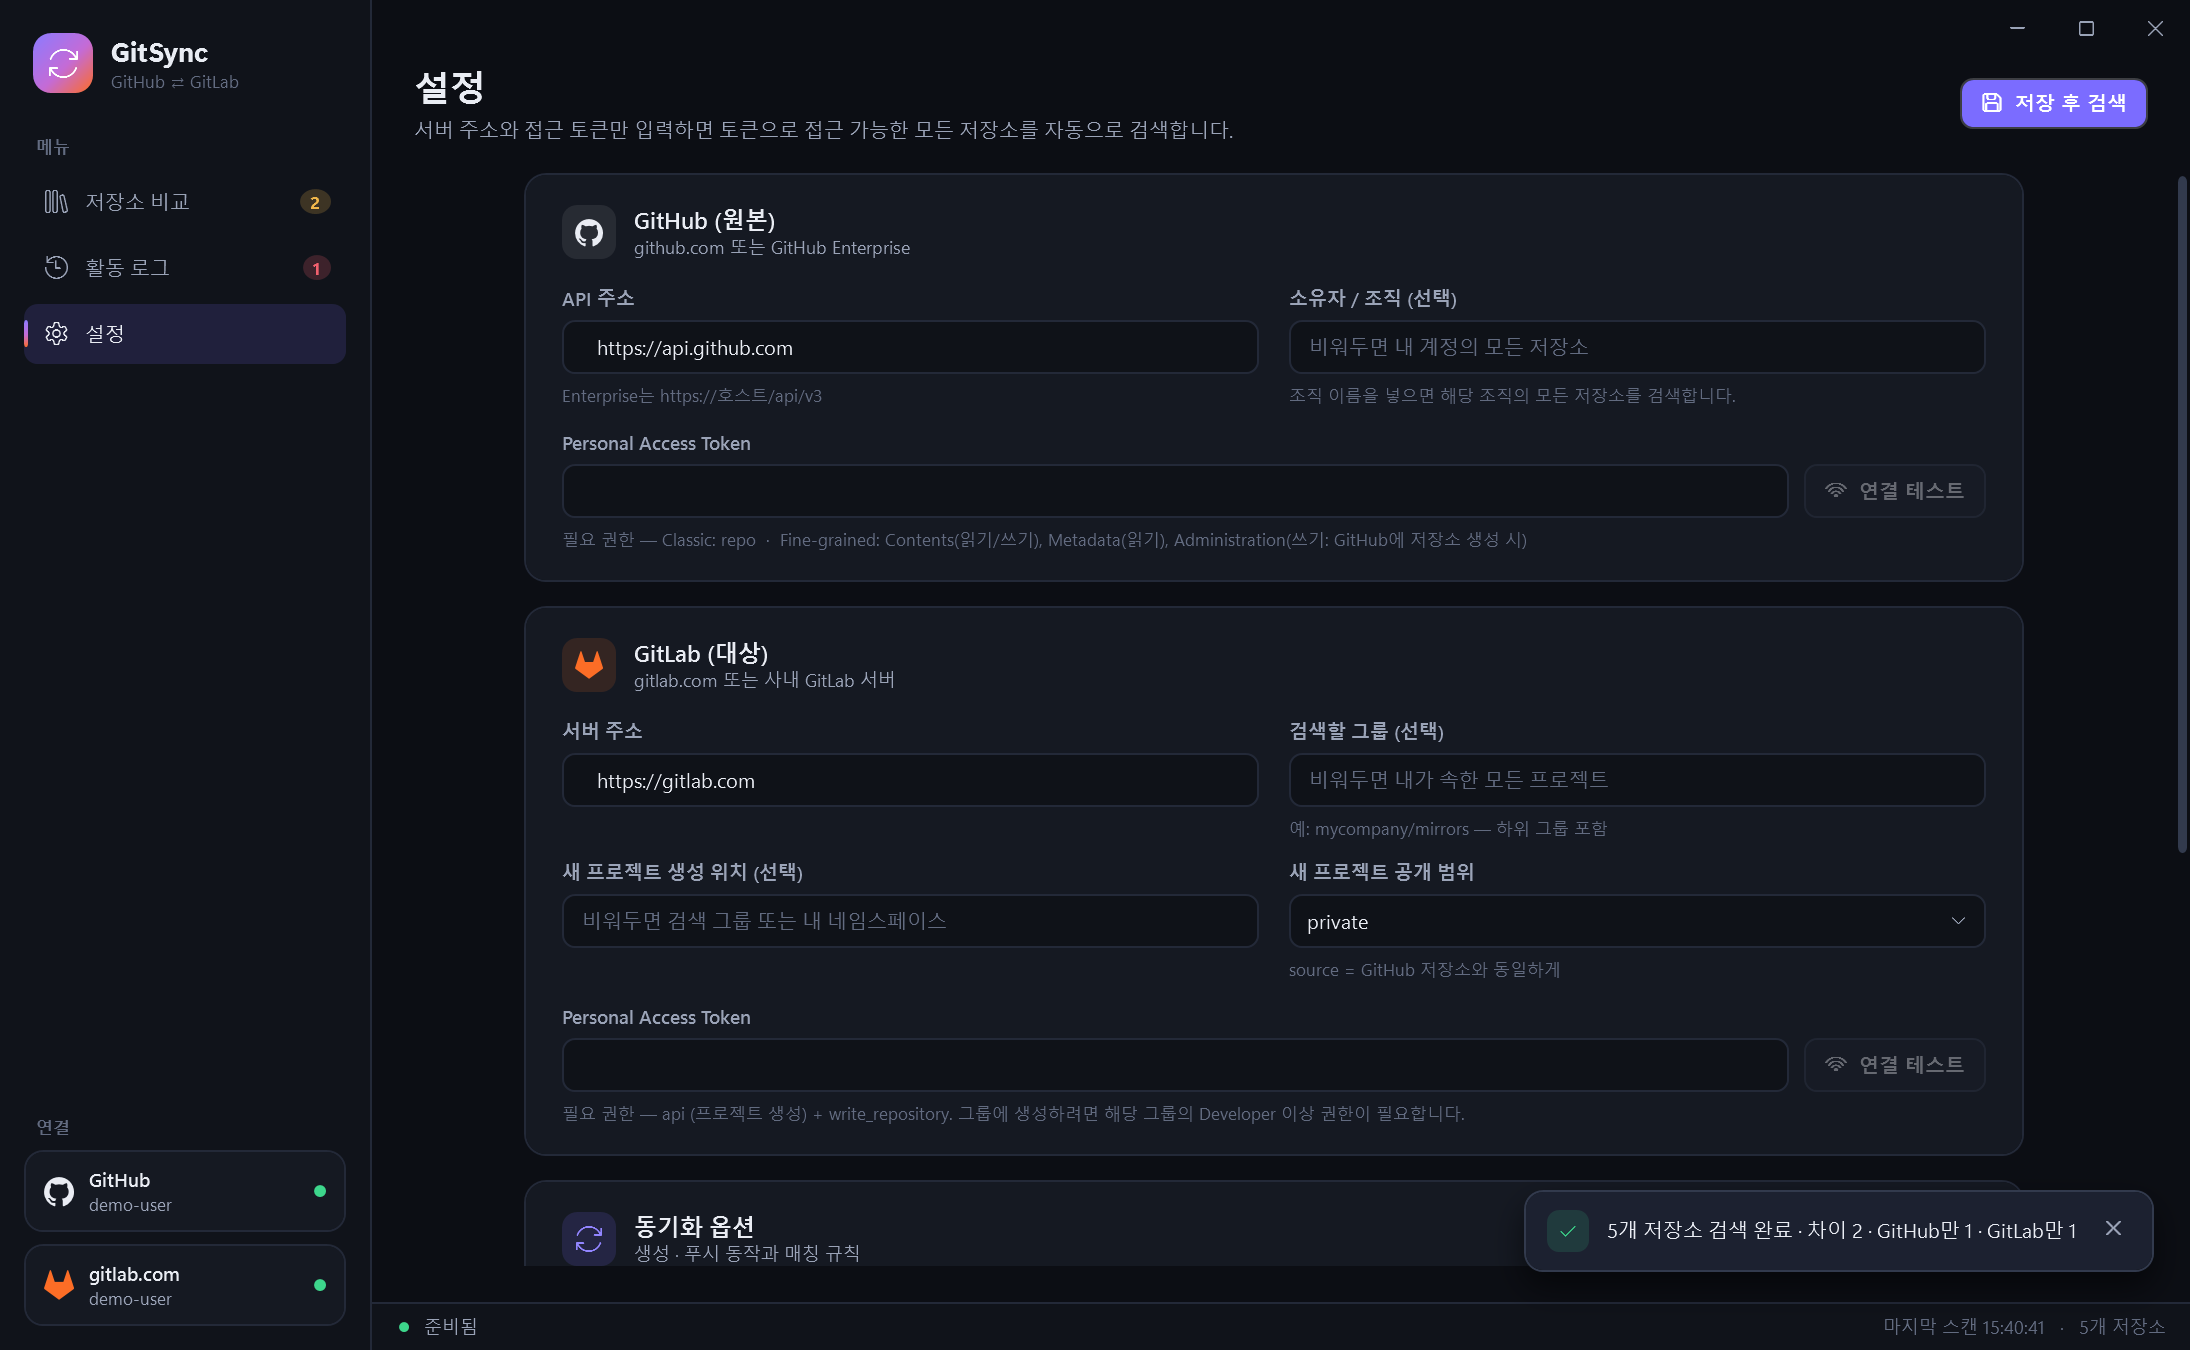 GitSync
GitHub ⇄ GitLab
메뉴
저장소 비교
2
활동 로그
1
설정
연결
GitHub
demo-user
gitlab.com
demo-user
설정
서버 주소와 접근 토큰만 입력하면 토큰으로 접근 가능한 모든 저장소를 자동으로 검색합니다.
저장 후 검색
GitHub (원본)
github.com 또는 GitHub Enterprise
API 주소
소유자 / 조직 (선택)
https://api.github.com
비워두면 내 계정의 모든 저장소
Enterprise는 https://호스트/api/v3
조직 이름을 넣으면 해당 조직의 모든 저장소를 검색합니다.
Personal Access Token
연결 테스트
필요 권한 — Classic: repo · Fine-grained: Contents(읽기/쓰기), Metadata(읽기), Administration(쓰기: GitHub에 저장소 생성 시)
GitLab (대상)
gitlab.com 또는 사내 GitLab 서버
서버 주소
검색할 그룹 (선택)
https://gitlab.com
비워두면 내가 속한 모든 프로젝트
예: mycompany/mirrors — 하위 그룹 포함
새 프로젝트 생성 위치 (선택)
새 프로젝트 공개 범위
비워두면 검색 그룹 또는 내 네임스페이스
private
source = GitHub 저장소와 동일하게
Personal Access Token
연결 테스트
필요 권한 — api (프로젝트 생성) + write_repository. 그룹에 생성하려면 해당 그룹의 Developer 이상 권한이 필요합니다.
동기화 옵션
생성 · 푸시 동작과 매칭 규칙
5개 저장소 검색 완료 · 차이 2 · GitHub만 1 · GitLab만 1
준비됨
마지막 스캔 15:40:41 · 5개 저장소